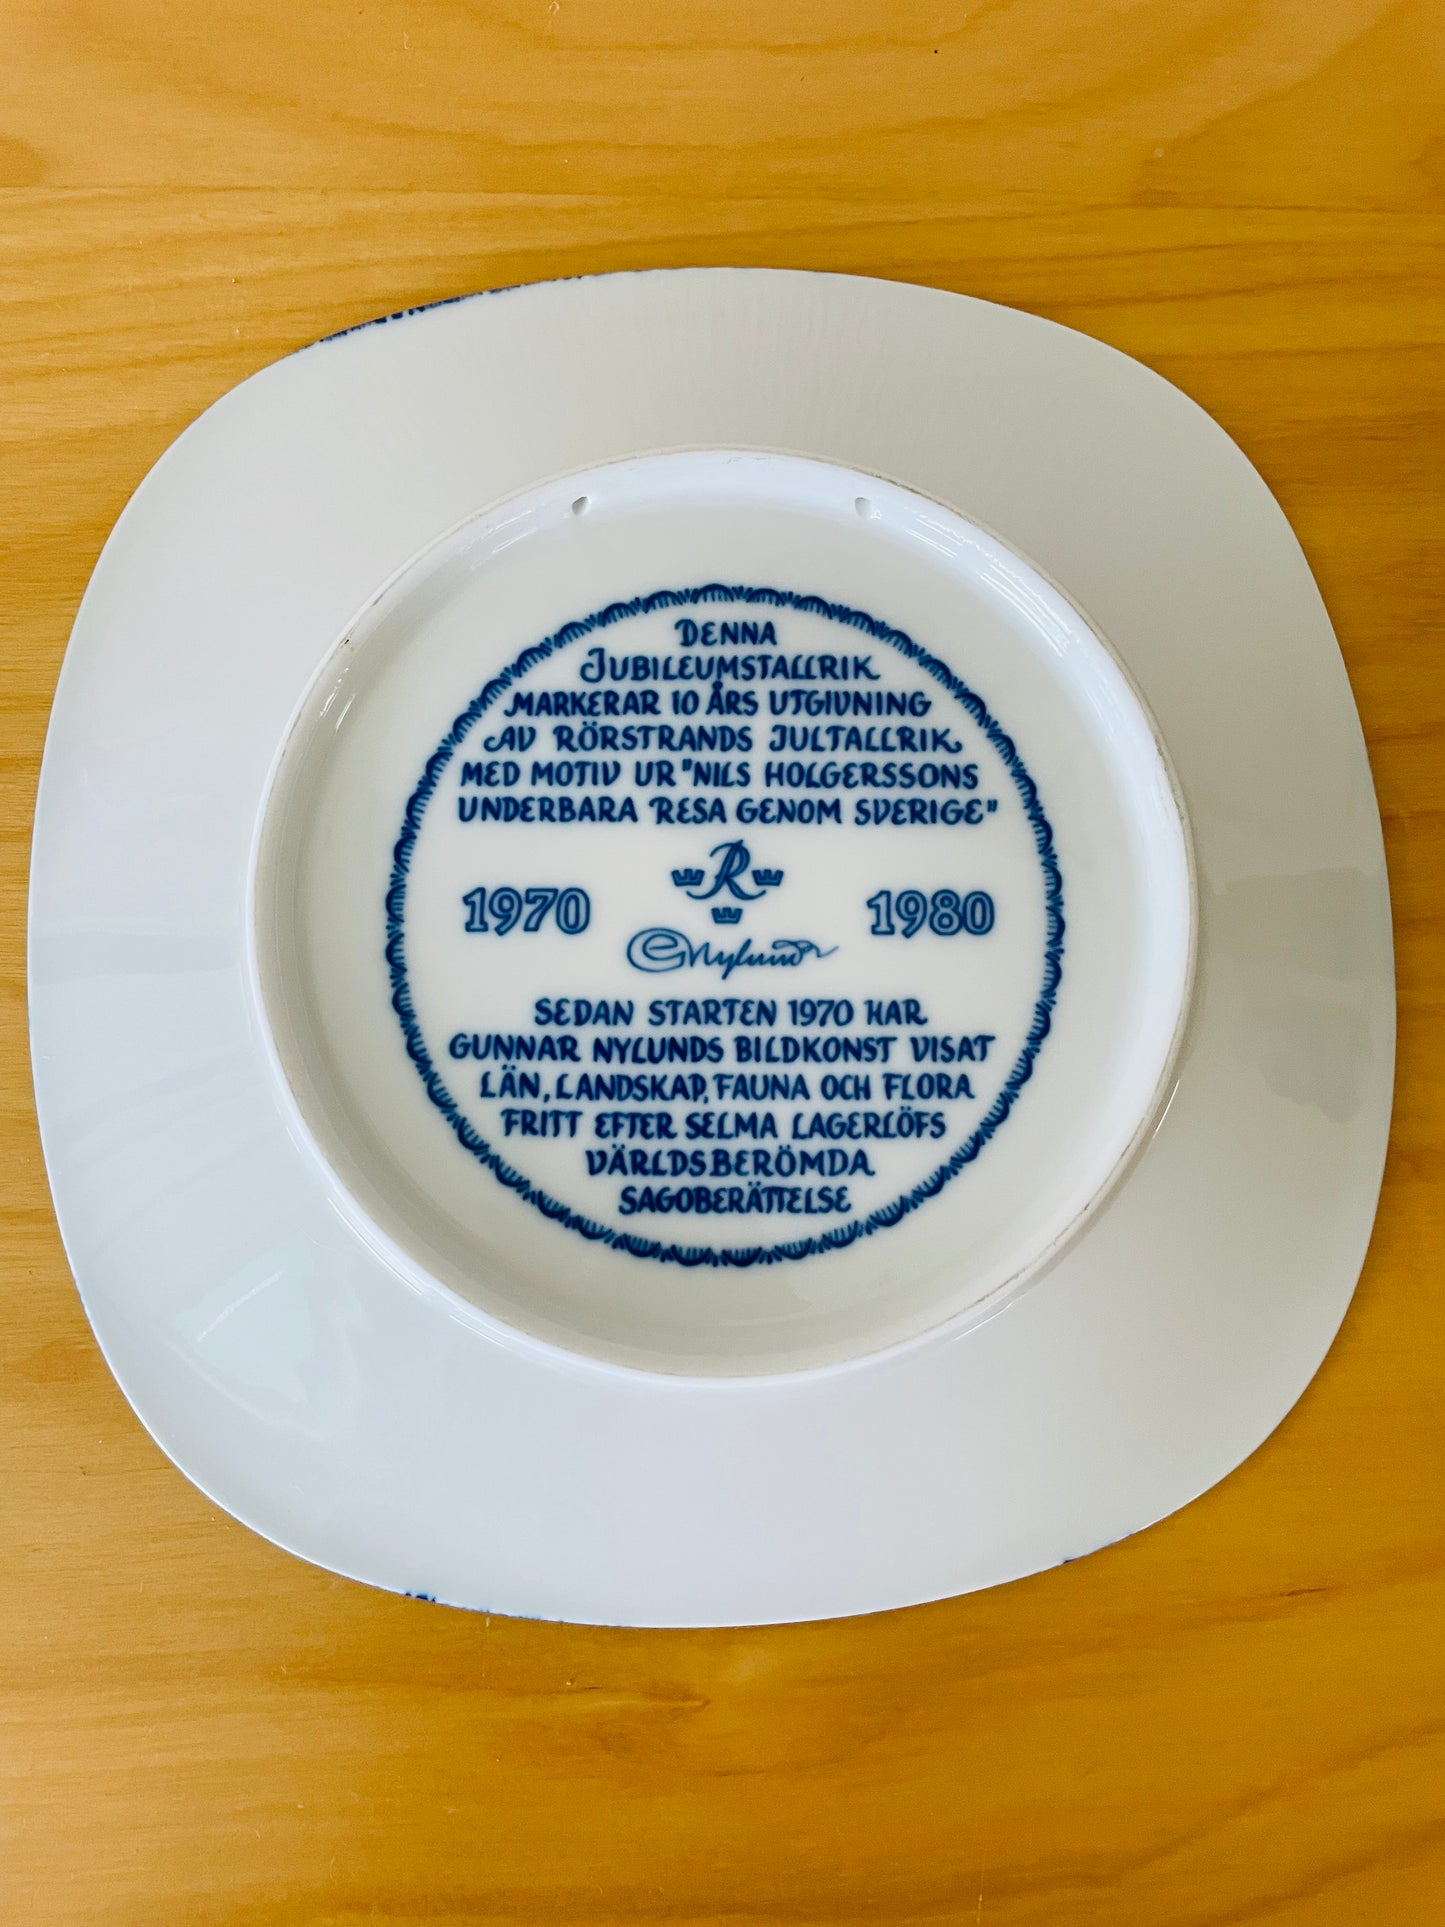 DENNA
JUBILEUMSTALLRIK
MARKERAR 10 ÅRS UTGIVNING
AV RÖRSTRANDS JULTALLRIK
MED MOTIV UR "NILS HOLGERSSONS
UNDERBARA RESA GENOM SVERIGE"
R
1970 1980
GNylund
SEDAN STARTEN 1970 HAR
GUNNAR NYLUNDS BILDKONST VISAT
LÄN, LANDSKAP, FAUNA OCH FLORA
FRITT EFTER SELMA LAGERLÖFS
VÄRLDSBERÖMDA
SAGOBERÄTTELSE